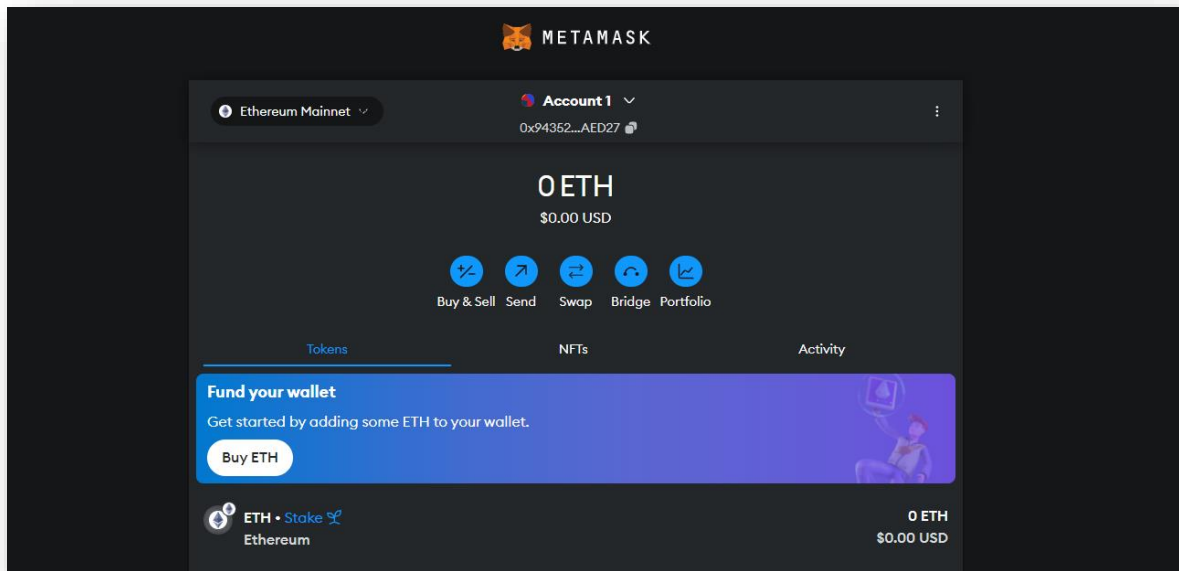 METAMASK
Ethereum Mainnet
Account 1
0x94352...AED27
0 ETH
$0.00 USD
Buy & Sell Send Swap Bridge Portfolio
Tokens NFTs Activity
Fund your wallet
Get started by adding some ETH to your wallet.
Buy ETH
ETH • Stake 0 ETH
Ethereum $0.00 USD